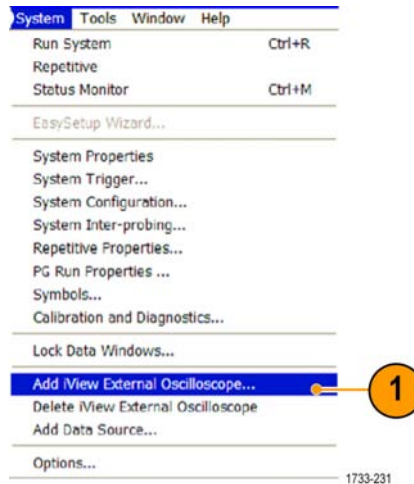 System Tools Window Help
Run System Ctrl+R
Repetitive
Status Monitor Ctrl+M
EasySetup Wizard...
System Properties
System Trigger...
System Configuration...
System Inter-probing...
Repetitive Properties...
PG Run Properties ...
Symbols...
Calibration and Diagnostics...
Lock Data Windows...
Add iView External Oscilloscope...
1
Delete iView External Oscilloscope
Add Data Source...
Options...
1733-231